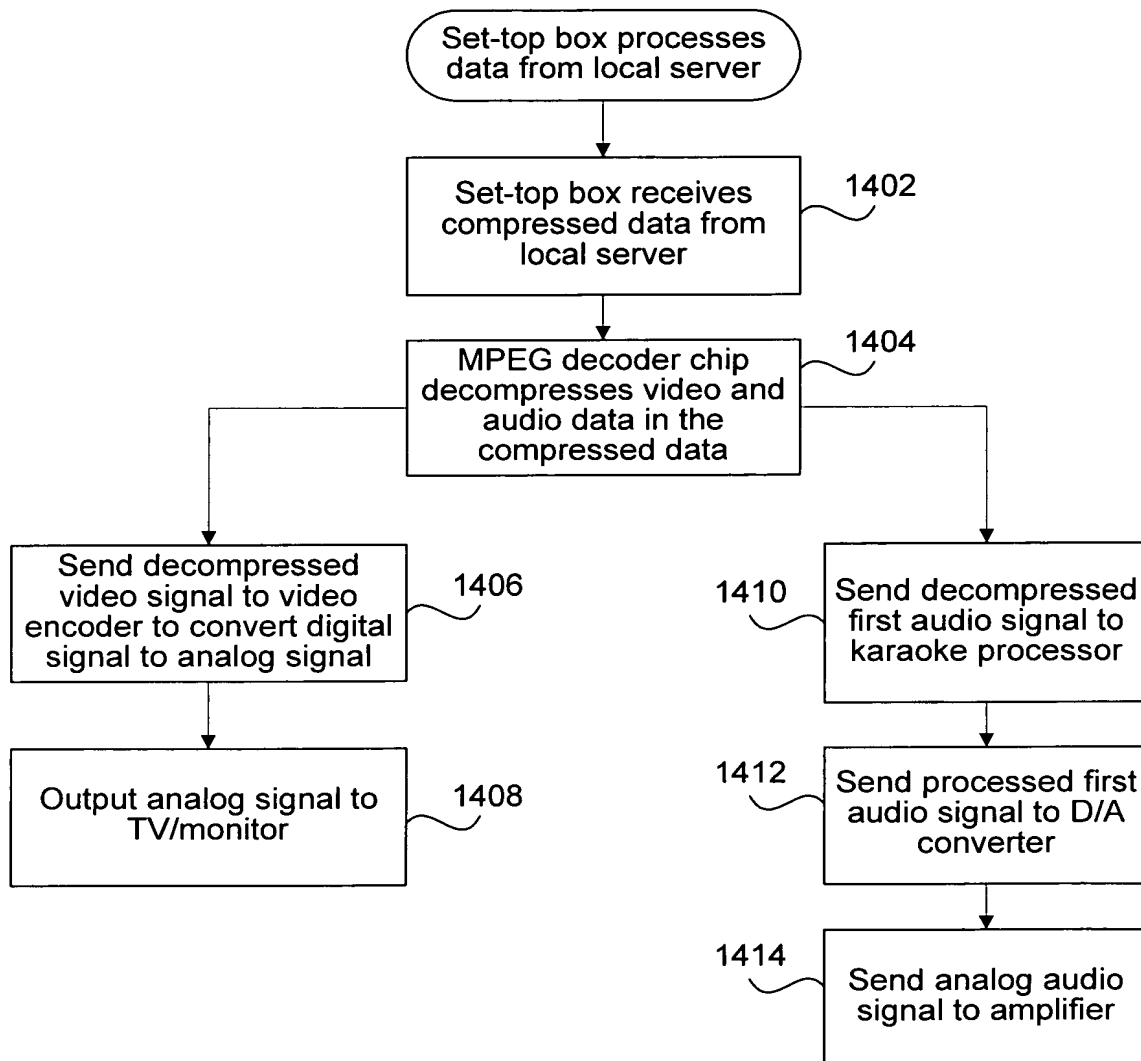 Set-top box processes
data from local server
1402
Set-top box receives
compressed data from
local server
1404
MPEG decoder chip
decompresses video and
audio data in the
compressed data
Send decompressed
video signal to video
encoder to convert digital
signal to analog signal
1406
1410
Send decompressed
first audio signal to
karaoke processor
Output analog signal to
TV/monitor
1408
1412
Send processed first
audio signal to D/A
converter
1414
Send analog audio
signal to amplifier